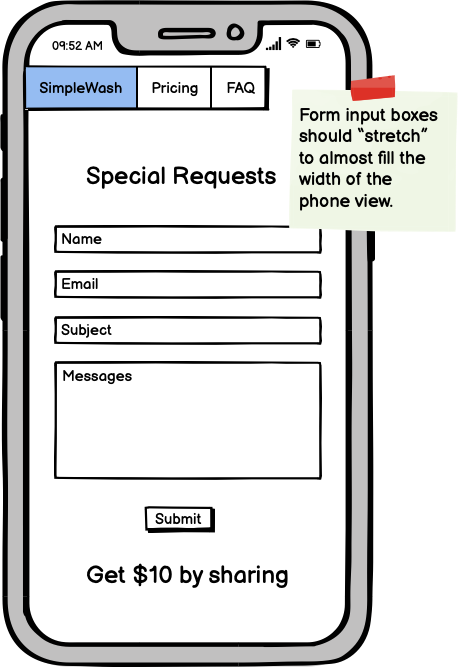 09:52 AM
SimpleWash Pricing FAQ
Form input boxes
should “stretch”
to almost fill the
width of the
phone view.
Special Requests
Name
Email
Subject
Messages
Submit
Get $10 by sharing